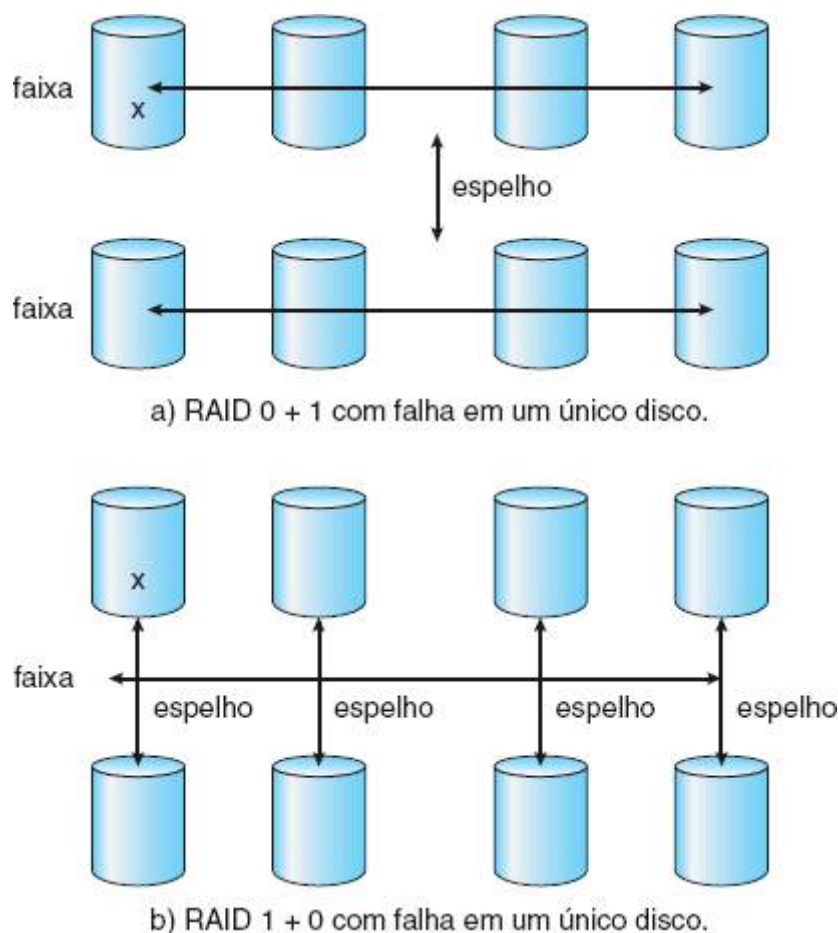 faixa
x
espelho
faixa
a) RAID 0 + 1 com falha em um único disco.
x
faixa
espelho espelho espelho espelho
b) RAID 1 + 0 com falha em um único disco.